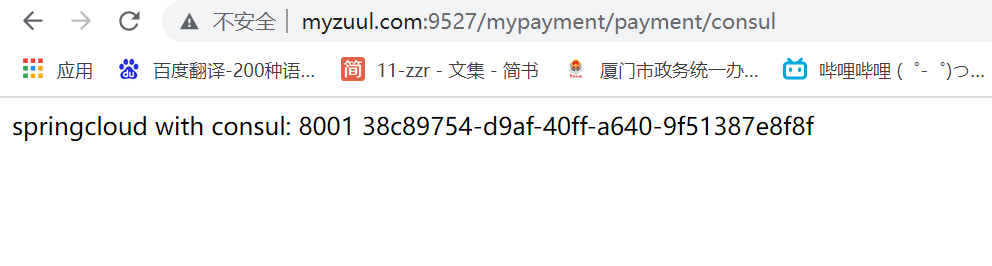 不安全 myzuul.com:9527/mypayment/payment/consul
应用 百度翻译-200种语... 简 11-zzr - 文集 - 简书 厦门市政务统一办... 哔哩哔哩 ( ゜- ゜)つ...
springcloud with consul: 8001 38c89754-d9af-40ff-a640-9f51387e8f8f